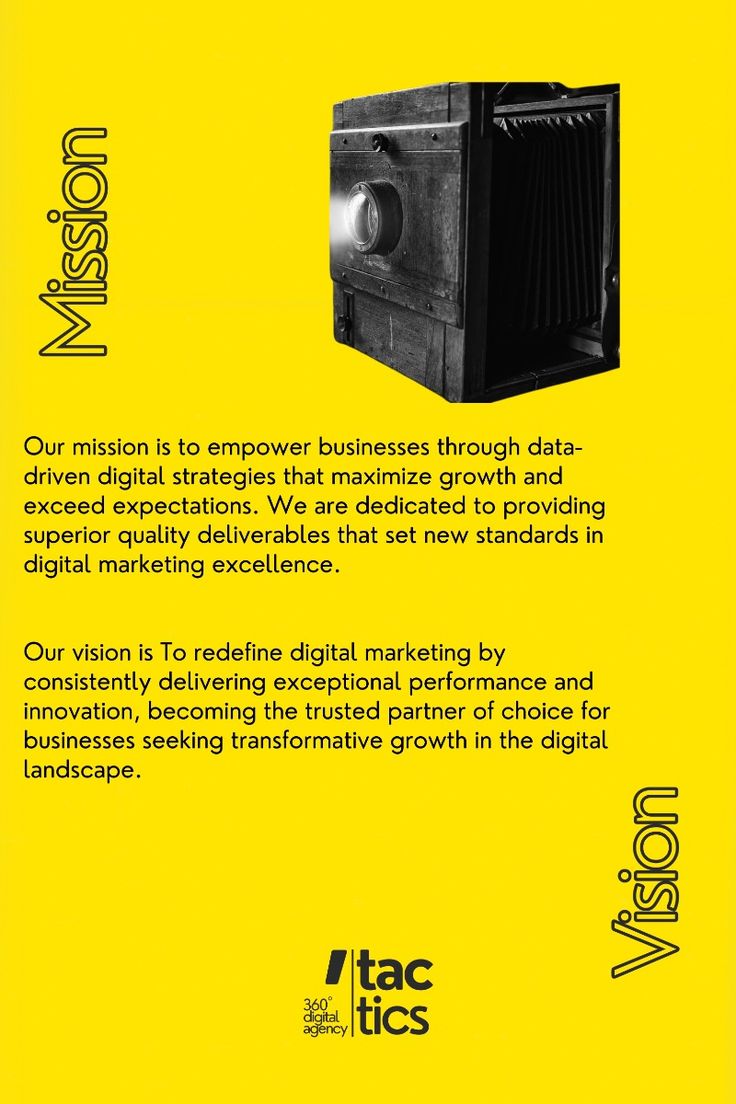 Mission
Our mission is to empower businesses through data-
driven digital strategies that maximize growth and
exceed expectations. We are dedicated to providing
superior quality deliverables that set new standards in
digital marketing excellence.
Our vision is To redefine digital marketing by
consistently delivering exceptional performance and
innovation, becoming the trusted partner of choice for
businesses seeking transformative growth in the digital
landscape.
Vision
360°
digital
agency
tac
tics